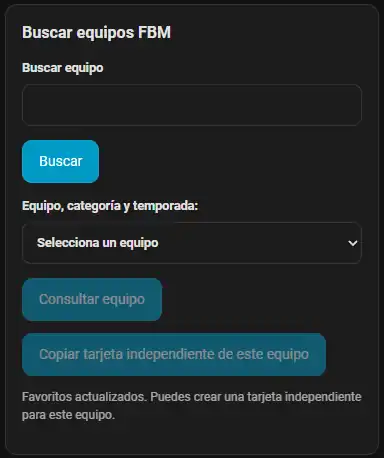 Buscar equipos FBM
Buscar equipo
Buscar
Equipo, categoría y temporada:
Selecciona un equipo
Consultar equipo
Copiar tarjeta independiente de este equipo
Favoritos actualizados. Puedes crear una tarjeta independiente
para este equipo.